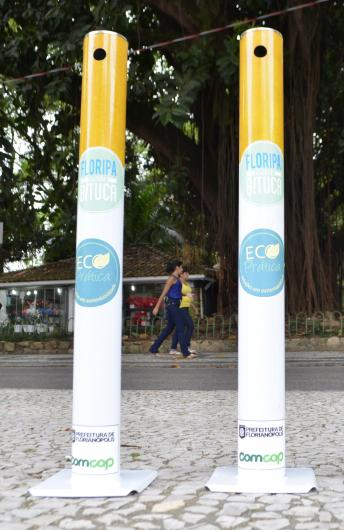 FLORIPA
BITUCA
ECO
Prática
PREFEITURA DE
FLORIANÓPOLIS
comcap
FLORIPA
BITUCA
ECO
Prática
PREFEITURA DE
FLORIANÓPOLIS
comcap